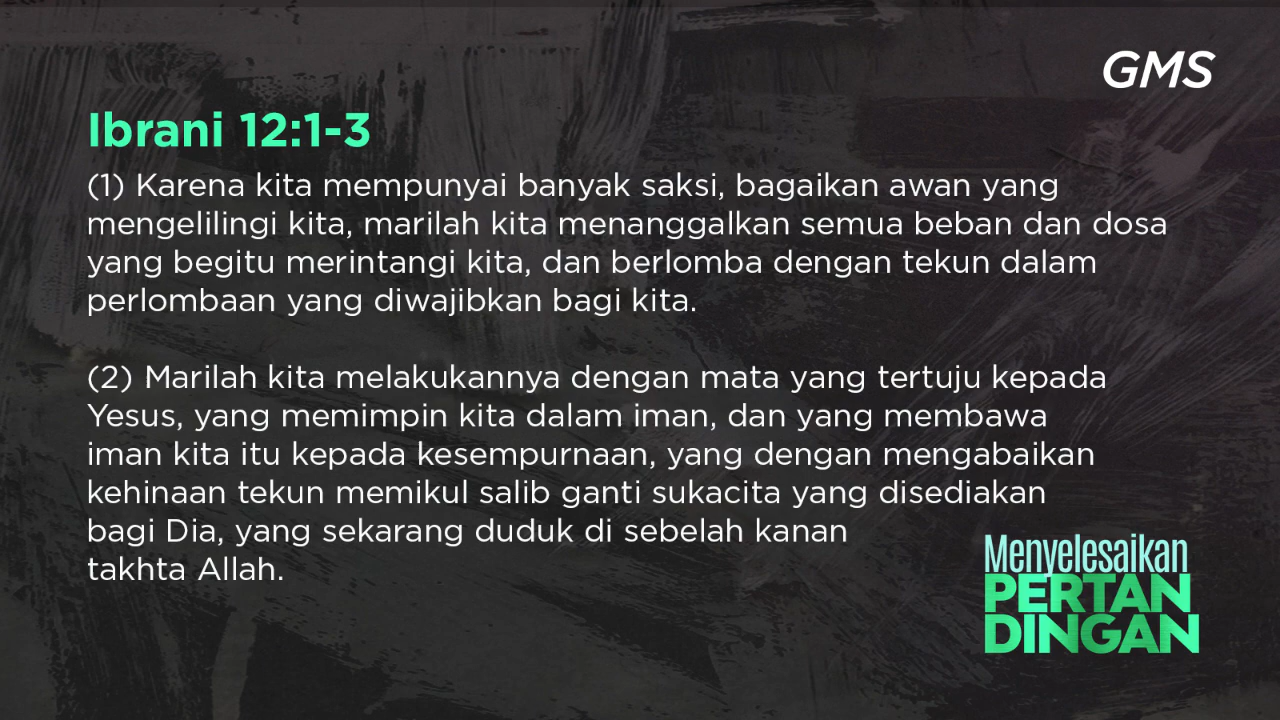 GMS
Ibrani 12:1-3
(1) Karena kita mempunyai banyak saksi, bagaikan awan yang
mengelilingi kita, marilah kita menanggalkan semua beban dan dosa
yang begitu merintangi kita, dan berlomba dengan tekun dalam
perlombaan yang diwajibkan bagi kita.
(2) Marilah kita melakukannya dengan mata yang tertuju kepada
Yesus, yang memimpin kita dalam iman, dan yang membawa
iman kita itu kepada kesempurnaan, yang dengan mengabaikan
kehinaan tekun memikul salib ganti sukacita yang disediakan
bagi Dia, yang sekarang duduk di sebelah kanan
takhta Allah.
Menyelesaikan
PERTAN
DINGAN